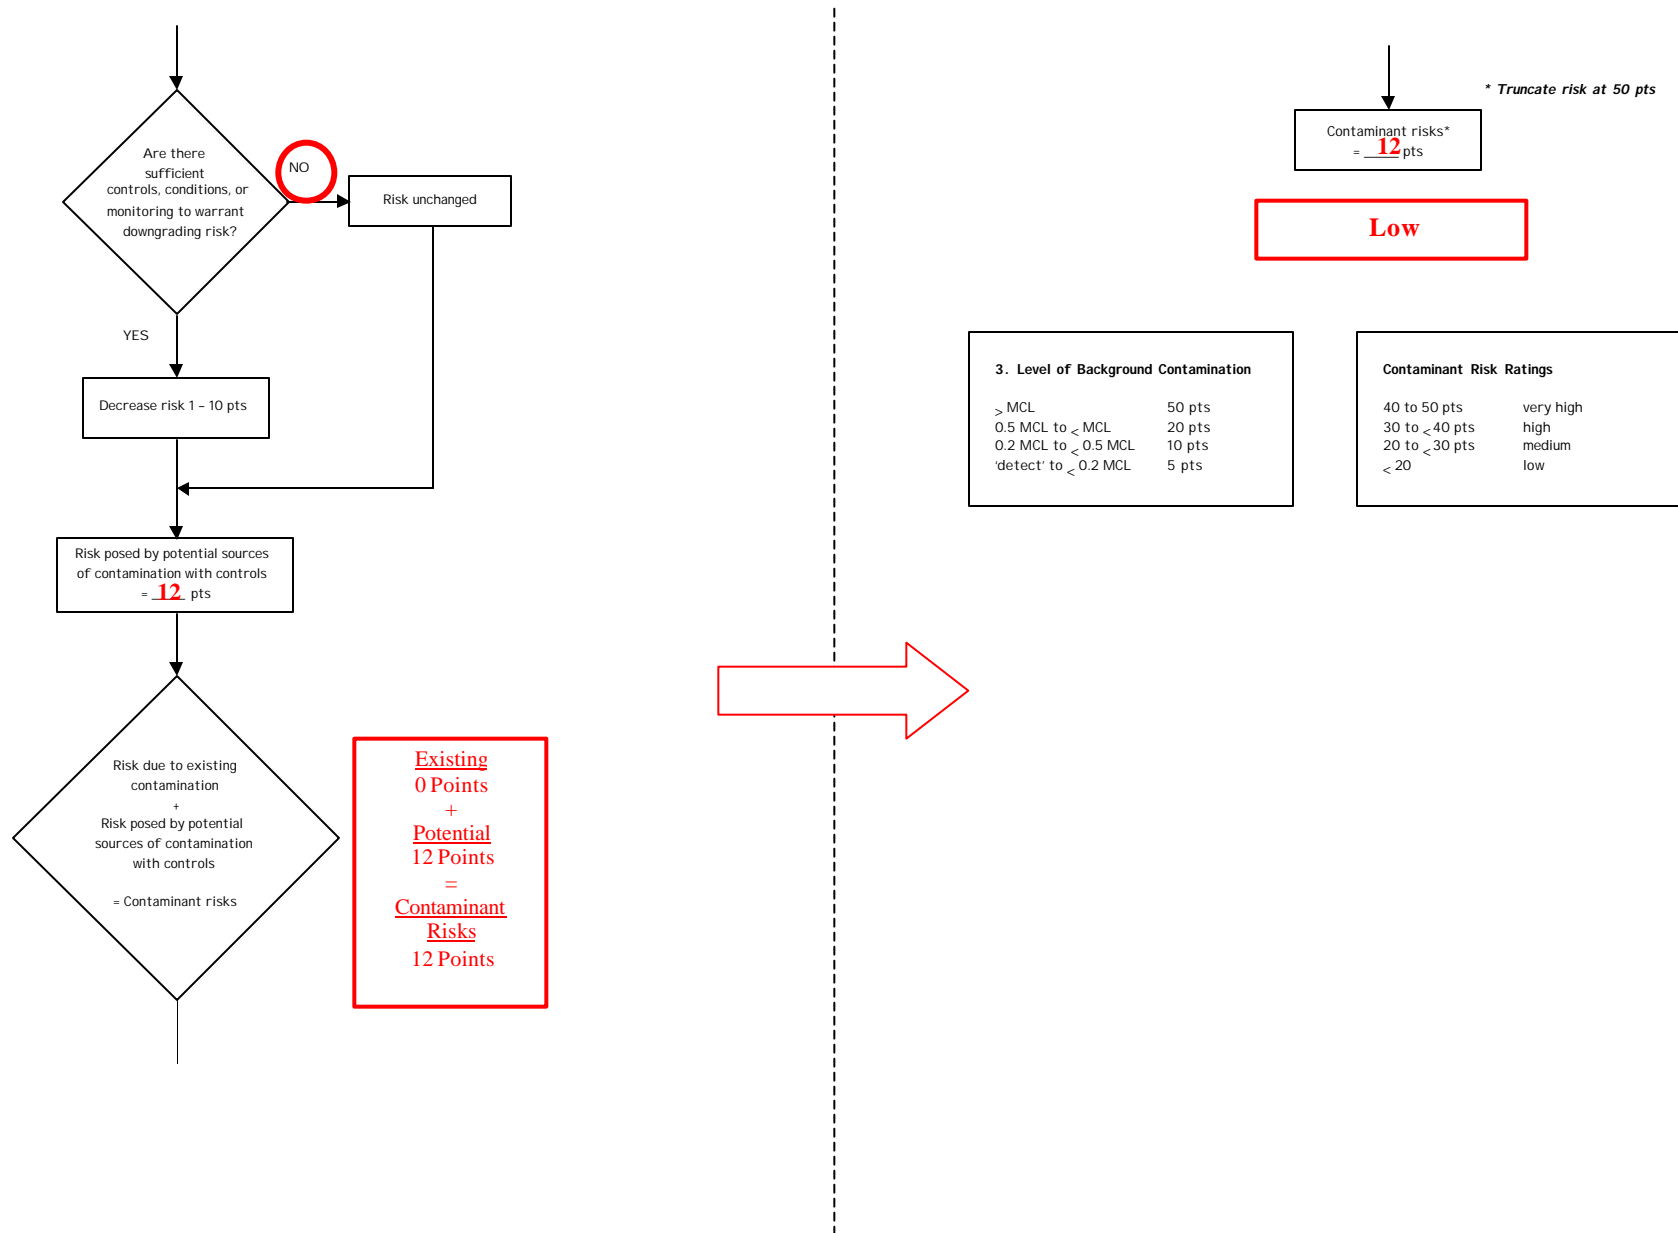 Are there
sufficient
controls, conditions, or
monitoring to warrant
downgrading risk?
NO
Risk unchanged
YES
Decrease risk 1 – 10 pts
Risk posed by potential sources
of contamination with controls
= 12 pts
Risk due to existing
contamination
+
Risk posed by potential
sources of contamination
with controls
= Contaminant risks
Existing
0 Points
+
Potential
12 Points
=
Contaminant
Risks
12 Points
* Truncate risk at 50 pts
Contaminant risks*
= 12 pts
Low
3. Level of Background Contamination
> MCL 50 pts
0.5 MCL to < MCL 20 pts
0.2 MCL to < 0.5 MCL 10 pts
'detect' to < 0.2 MCL 5 pts
Contaminant Risk Ratings
40 to 50 pts very high
30 to < 40 pts high
20 to < 30 pts medium
< 20 low